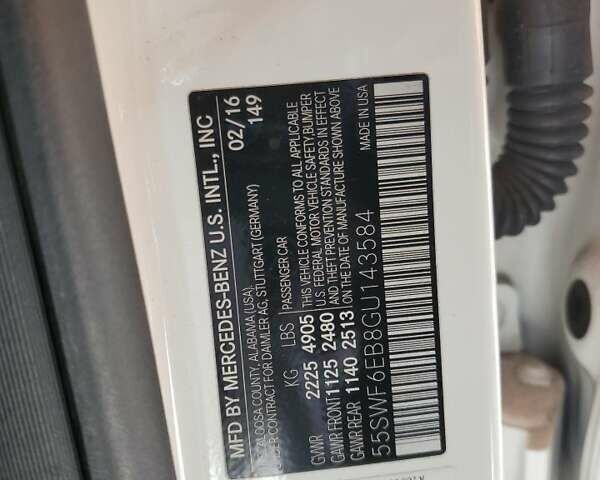 MFD BY MERCEDES-BENZ U.S. INTL., INC
TUSCALOOSA COUNTY, ALABAMA (USA)
UNDER CONTRACT FOR DAIMLER AG, STUTTGART (GERMANY)
02/16
149
KG LBS
GVWR 2225 4905
GAWR FRONT 1125 2480
GAWR REAR 1140 2513
PASSENGER CAR
THIS VEHICLE CONFORMS TO ALL APPLICABLE
U.S. FEDERAL MOTOR VEHICLE SAFETY, BUMPER
AND THEFT PREVENTION STANDARDS IN EFFECT
ON THE DATE OF MANUFACTURE SHOWN ABOVE
55SWF6EB8GU143584
MADE IN USA